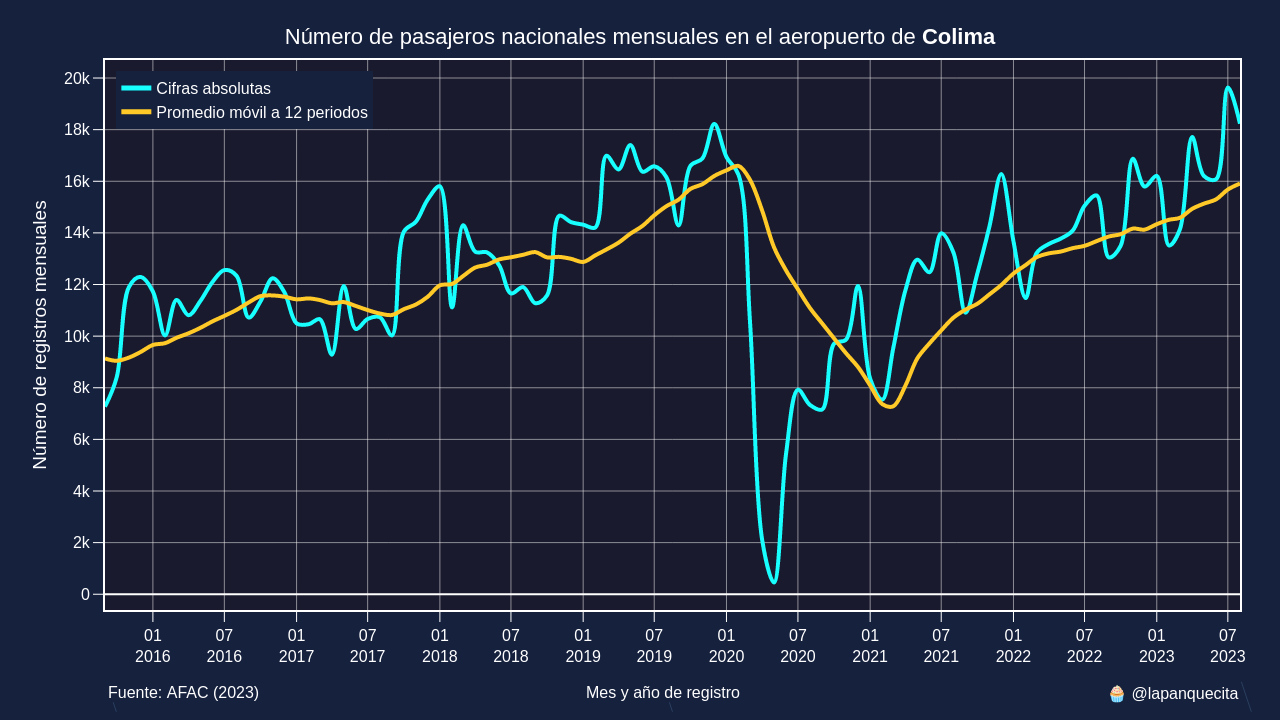 Número de pasajeros nacionales mensuales en el aeropuerto de Colima
Cifras absolutas
Promedio móvil a 12 periodos
Número de registros mensuales
20k
18k
16k
14k
12k
10k
8k
6k
4k
2k
0
01 07 01 07 01 07 01 07 01 07 01 07 01 07 01 07
2016 2016 2017 2017 2018 2018 2019 2019 2020 2020 2021 2021 2022 2022 2023 2023
Fuente: AFAC (2023) Mes y año de registro 🧁 @lapanquecita